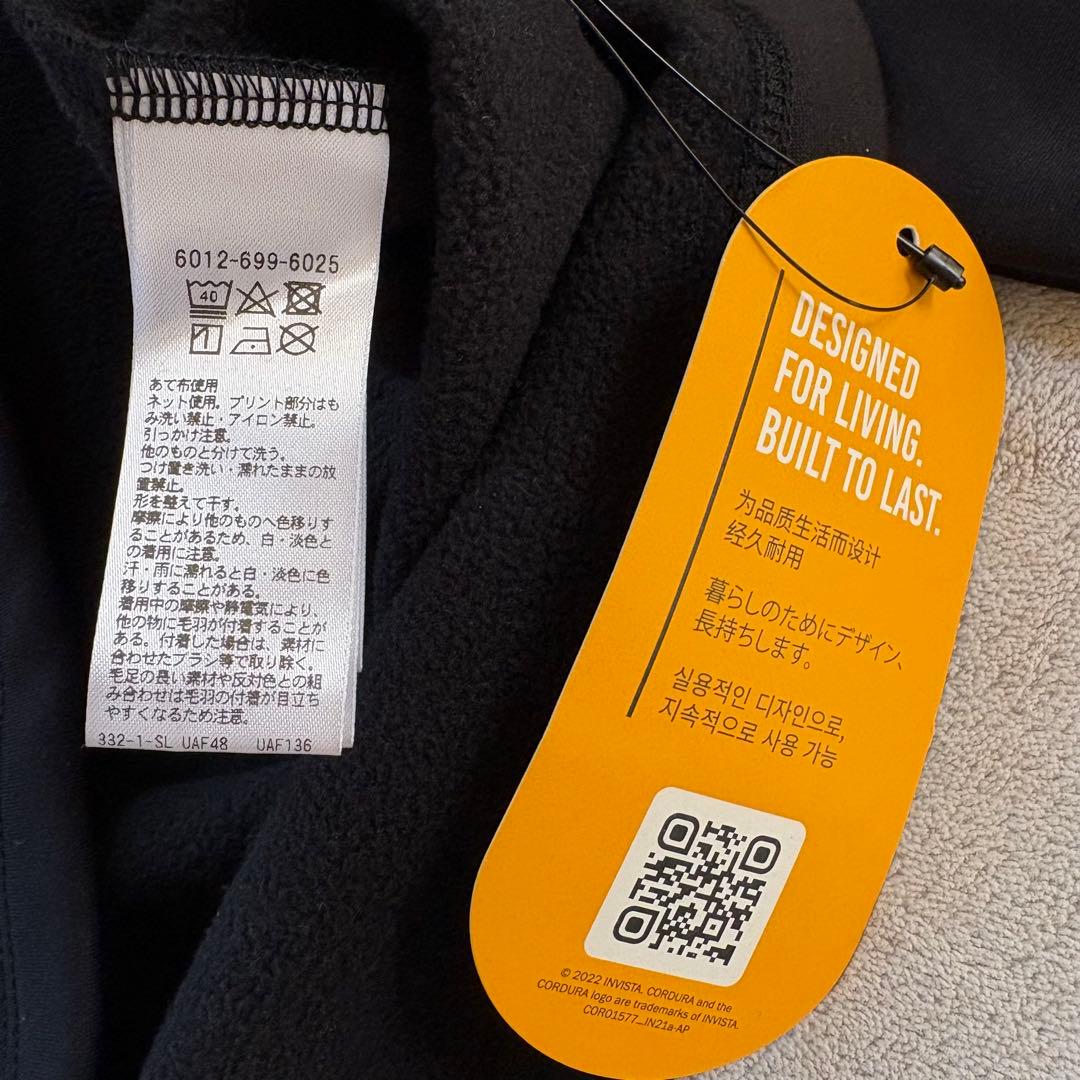 6012-699-6025
40
あて布使用
ネット使用。プリント部分はも
み洗い禁止・アイロン禁止。
引っかけ注意。
他のものと分けて洗う。
つけ置き洗い・濡れたままの放
置禁止。
形を整えて干す。
摩擦により他のものへ色移りす
ることがあるため、白・淡色と
の着用に注意。
汗・雨に濡れると白・淡色に色
移りすることがある。
着用中の摩擦や静電気により、
他の物に毛羽が付着することが
ある。付着した場合は、素材に
合わせたブラシ等で取り除く。
毛足の長い素材や反対色との組
み合わせは毛羽の付着が目立ち
やすくなるため注意。
332-1-SL UAF48 UAF136
DESIGNED
FOR LIVING.
BUILT TO LAST.
为品质生活而设计
经久耐用
暮らしのためにデザイン、
長持ちします。
실용적인 디자인으로,
지속적으로 사용 가능
© 2022 INVISTA. CORDURA and the
CORDURA logo are trademarks of INVISTA.
COR01577_IN21a-AP